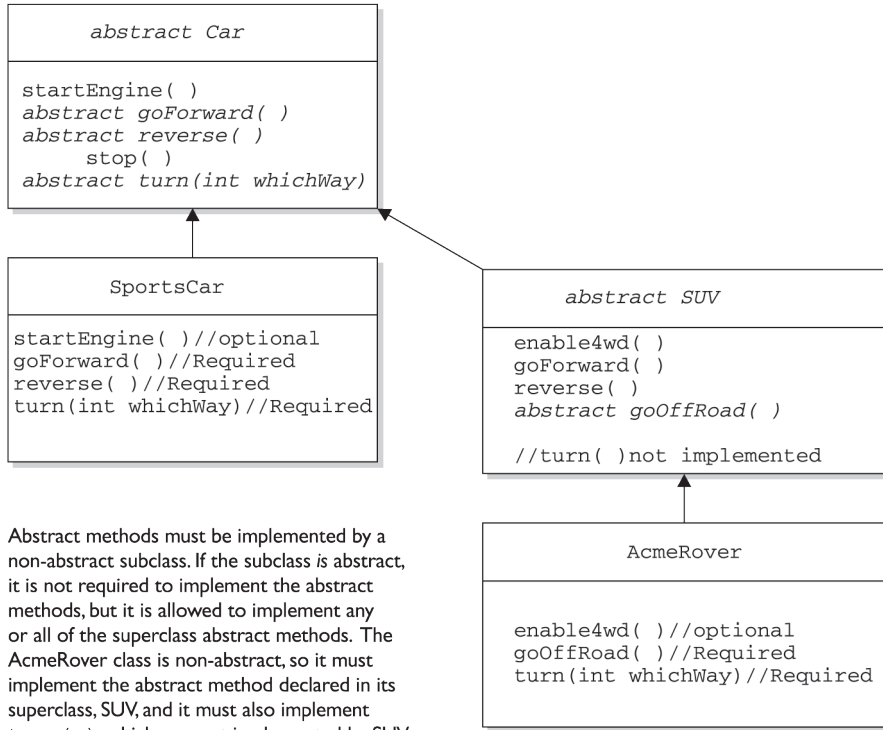 abstract Car
startEngine( )
abstract goForward( )
abstract reverse( )
stop( )
abstract turn(int whichWay)
SportsCar
startEngine( )//optional
goForward( )//Required
reverse( )//Required
turn(int whichWay)//Required
abstract SUV
enable4wd( )
goForward( )
reverse( )
abstract goOffRoad( )
//turn( )not implemented
AcmeRover
enable4wd( )//optional
goOffRoad( )//Required
turn(int whichWay)//Required
Abstract methods must be implemented by a
non-abstract subclass. If the subclass is abstract,
it is not required to implement the abstract
methods, but it is allowed to implement any
or all of the superclass abstract methods. The
AcmeRover class is non-abstract, so it must
implement the abstract method declared in its
superclass, SUV, and it must also implement